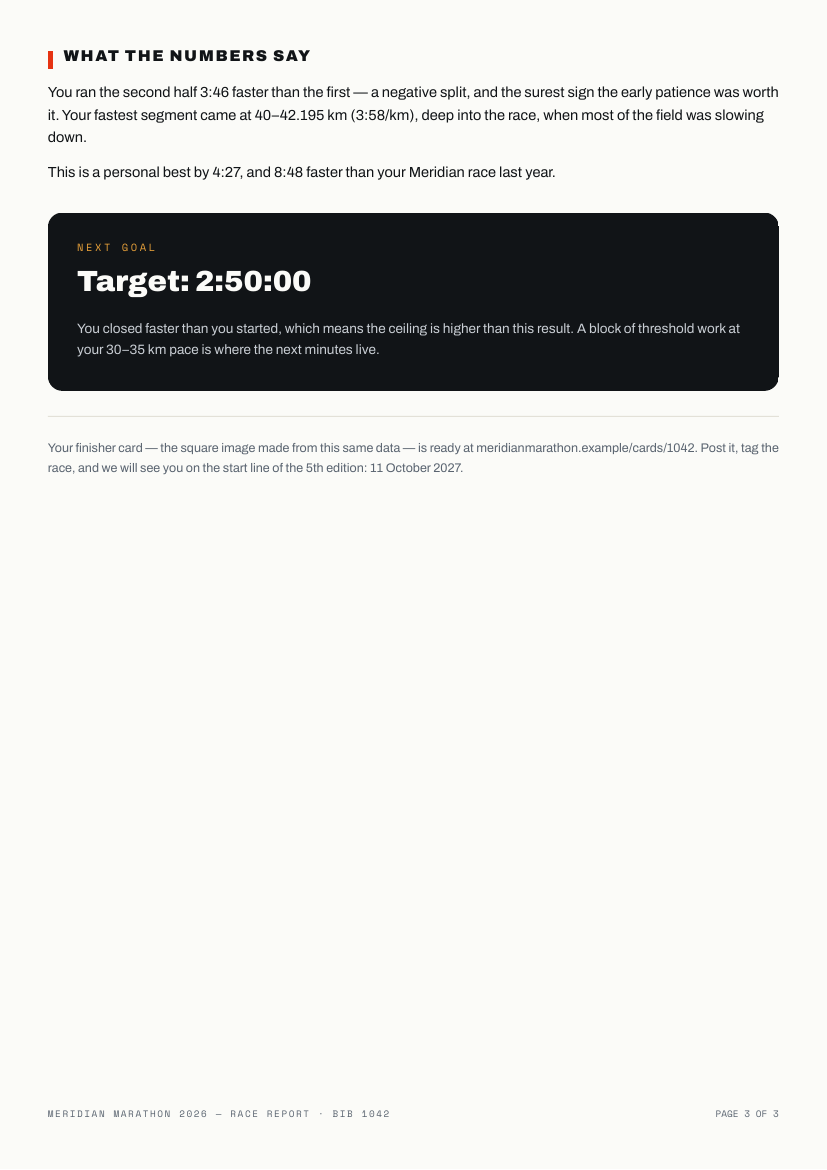 WHAT THE NUMBERS SAY
You ran the second half 3:46 faster than the first — a negative split, and the surest sign the early patience was worth
it. Your fastest segment came at 40–42.195 km (3:58/km), deep into the race, when most of the field was slowing
down.
This is a personal best by 4:27, and 8:48 faster than your Meridian race last year.
NEXT GOAL
Target: 2:50:00
You closed faster than you started, which means the ceiling is higher than this result. A block of threshold work at
your 30–35 km pace is where the next minutes live.
Your finisher card — the square image made from this same data — is ready at meridianmarathon.example/cards/1042. Post it, tag the
race, and we will see you on the start line of the 5th edition: 11 October 2027.
MERIDIAN MARATHON 2026 — RACE REPORT · BIB 1042
PAGE 3 OF 3